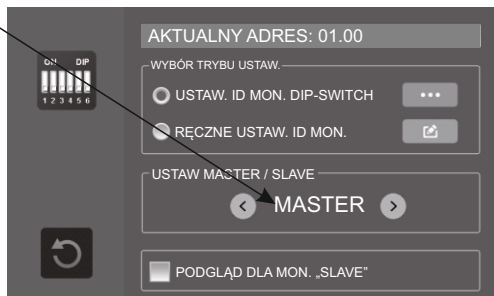 AKTUALNY ADRES: 01.00
WYBÓR TRYBU USTAW.
ON DIP
1 2 3 4 5 6
USTAW. ID MON. DIP-SWITCH
RĘCZNE USTAW. ID MON.
USTAW MASTER / SLAVE
MASTER
PODGLĄD DLA MON. „SLAVE”